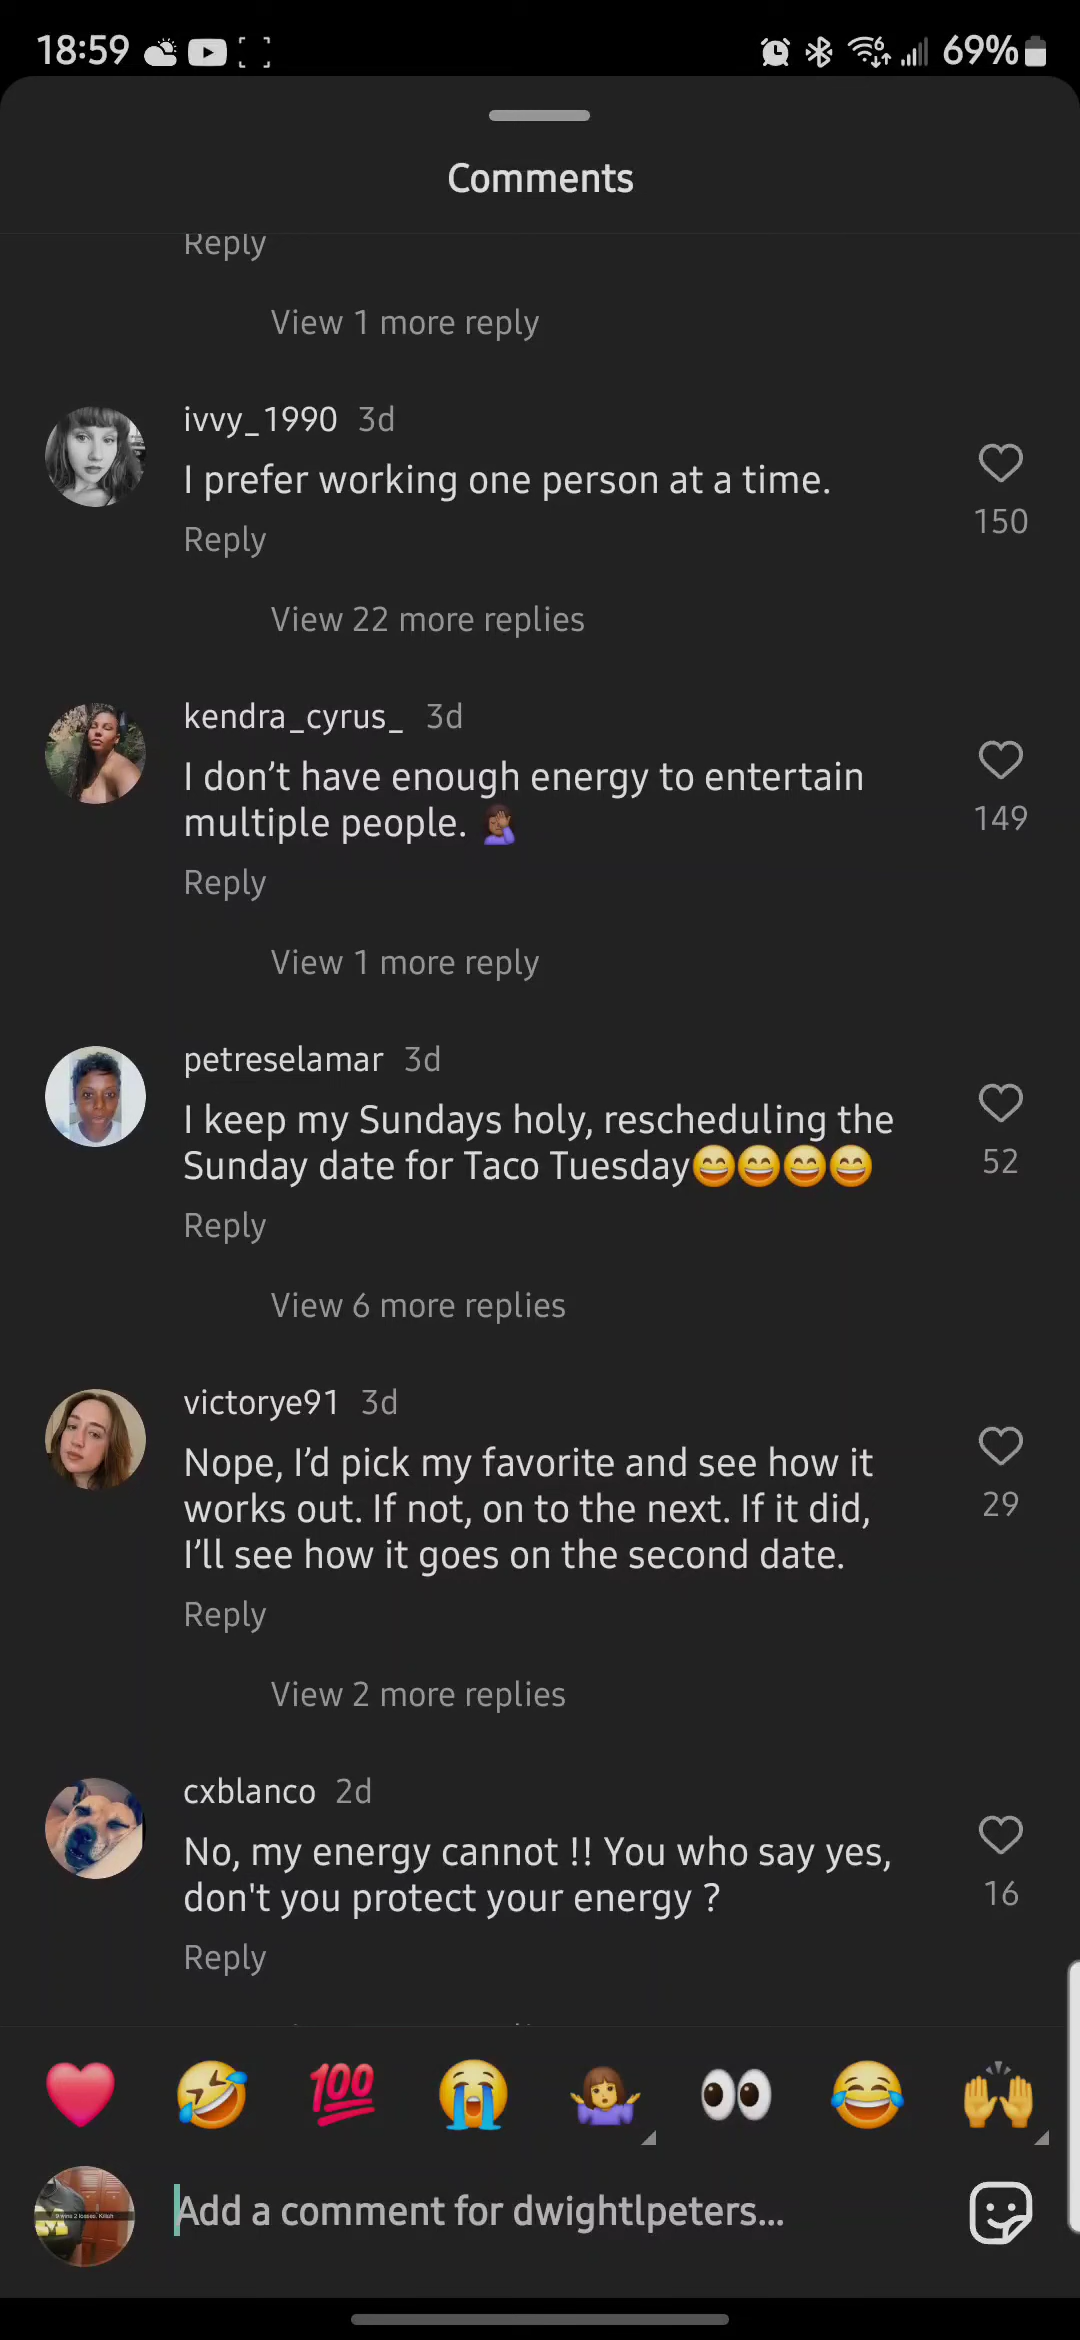 18:59
6
69%
Comments
Reply
View 1 more reply
ivvy_1990 3d
I prefer working one person at a time.
150
Reply
View 22 more replies
kendra_cyrus_ 3d
I don’t have enough energy to entertain
multiple people. 🤦🏾‍♀️
149
Reply
View 1 more reply
petreselamar 3d
I keep my Sundays holy, rescheduling the
Sunday date for Taco Tuesday😄😄😄😄
52
Reply
View 6 more replies
victorye91 3d
Nope, I’d pick my favorite and see how it
works out. If not, on to the next. If it did,
I’ll see how it goes on the second date.
29
Reply
View 2 more replies
cxblanco 2d
No, my energy cannot !! You who say yes,
don't you protect your energy ?
16
Reply
100
Add a comment for dwightlpeters...